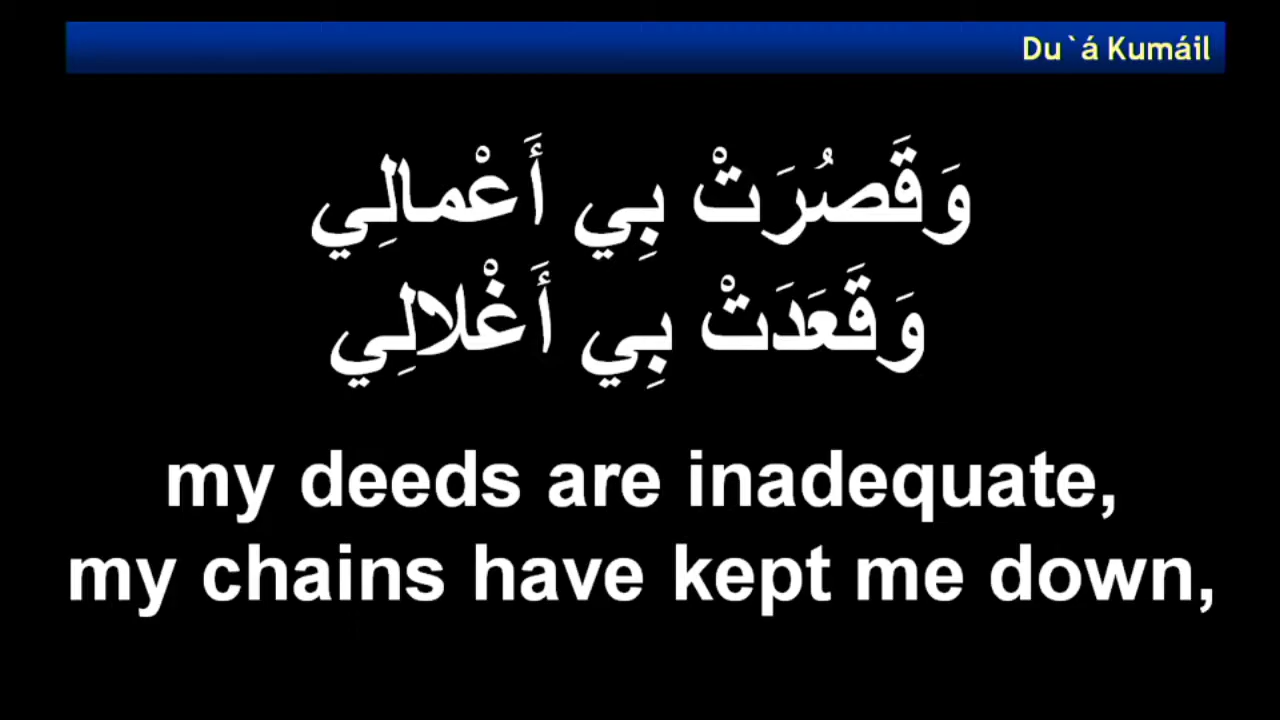 Du`á Kumáil
وَقَصُرَتْ بِي أَعْمالِي
وَقَعَدَتْ بِي أَغْلالِي
my deeds are inadequate,
my chains have kept me down,